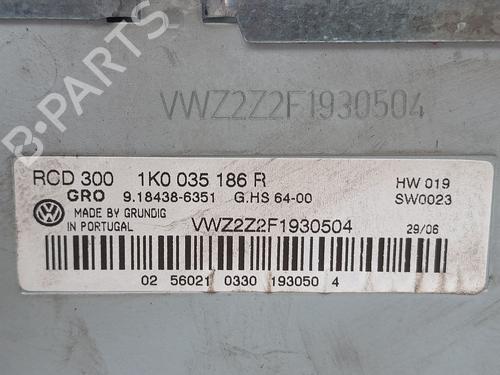 B-PARTS
VWZ2Z2F1930504
RCD 300 1K0 035 186 R HW 019
GRO 9.18438-6351 G.HS 64-00 SW0023
MADE BY GRUNDIG
IN PORTUGAL VWZ2Z2F1930504 29/06
02 56021 0330 193050 4